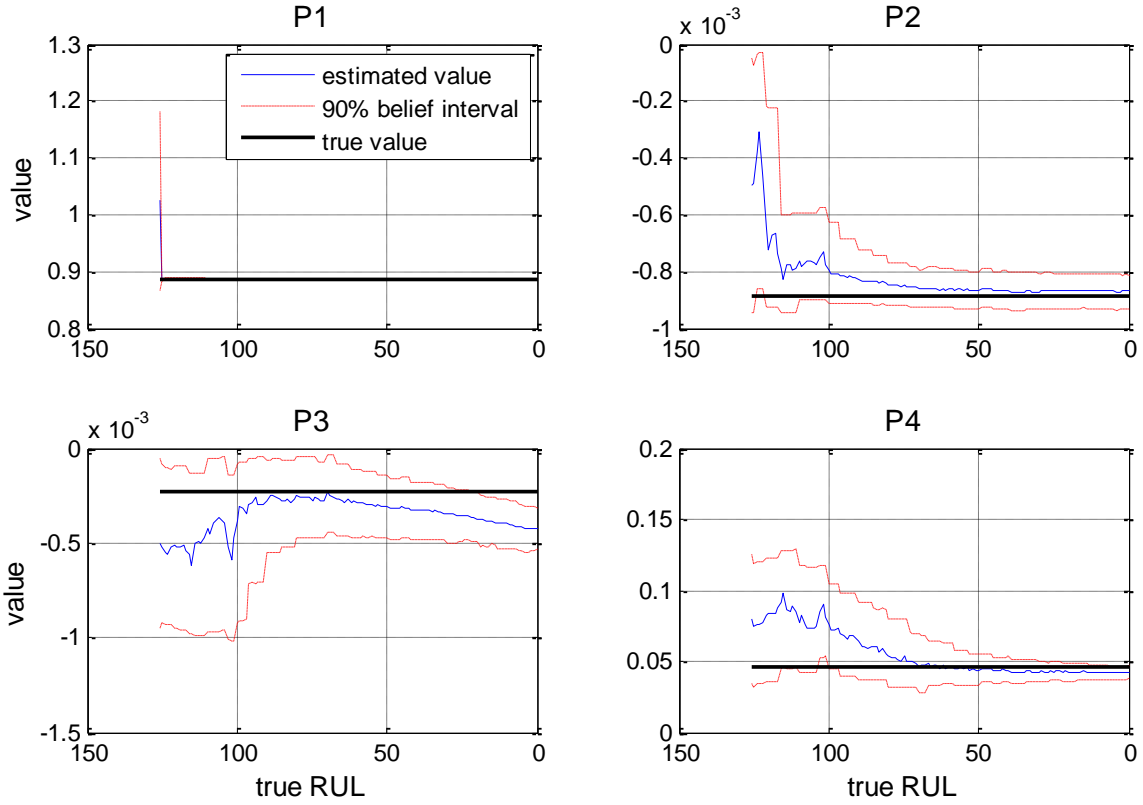 P1
1.3
1.2
1.1
1
0.9
0.8
value
150
100
50
0
estimated value
90% belief interval
true value
P2
x 10-3
0
-0.2
-0.4
-0.6
-0.8
-1
150
100
50
0
P3
x 10-3
0
-0.5
-1
-1.5
value
150
100
50
0
true RUL
P4
0.2
0.15
0.1
0.05
0
150
100
50
0
true RUL